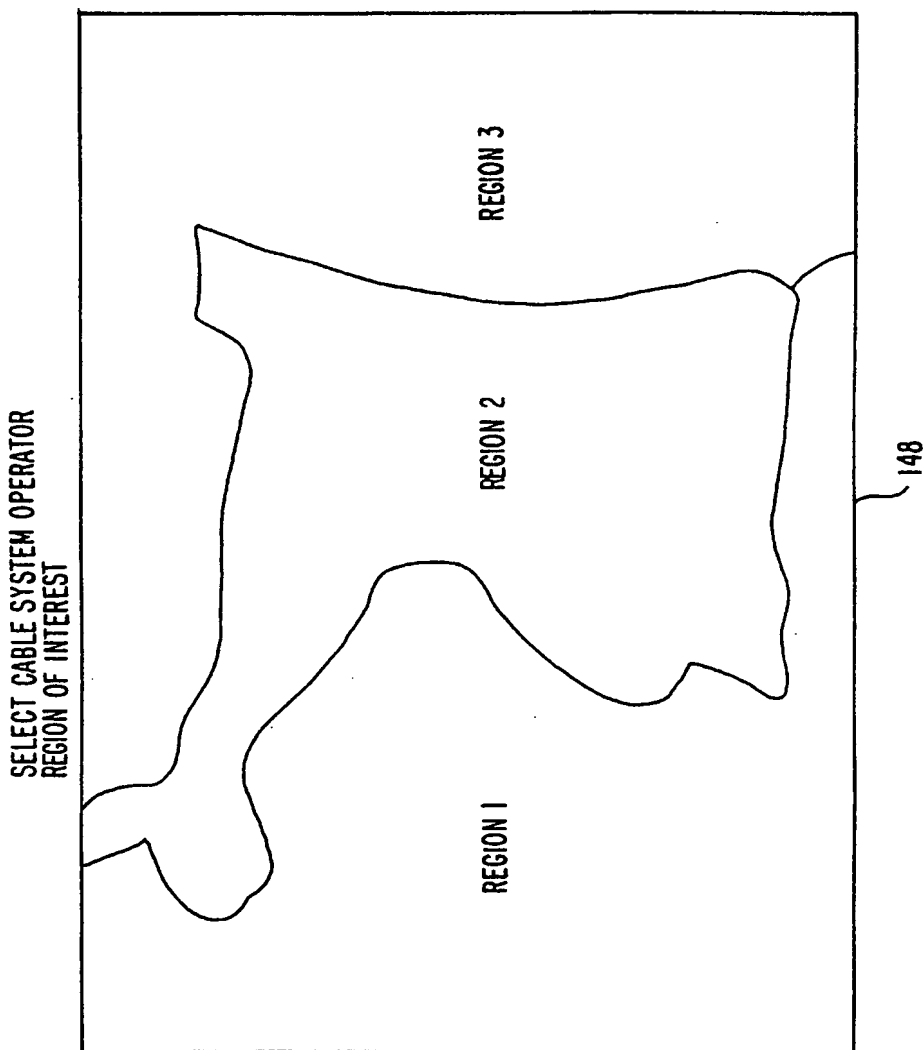 SELECT CABLE SYSTEM OPERATOR
REGION OF INTEREST
REGION 1
REGION 2
REGION 3
148